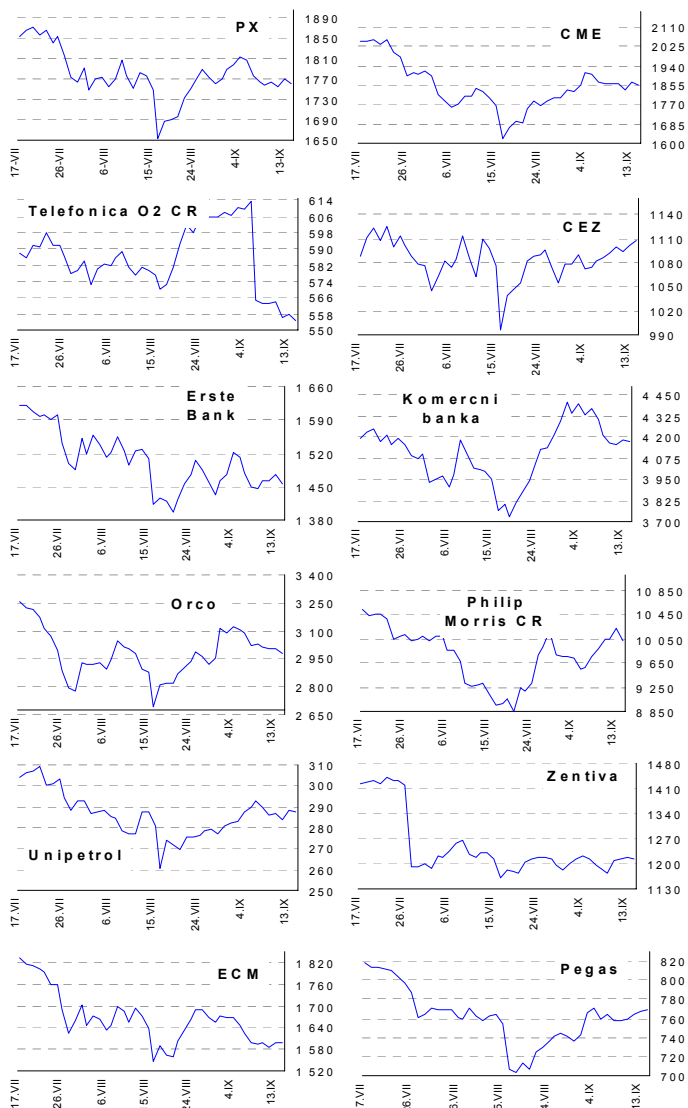 PX
1890
1850
1810
1770
1730
1690
1650
17-VII
26-VII
6-VIII
15-VIII
24-VIII
4-IX
13-IX
CME
2110
2025
1940
1855
1770
1685
1600
17.VII
26.VII
6.VIII
15.VIII
24.VIII
4.IX
13.IX
Telefonica O2 CR
614
606
598
590
582
574
566
558
550
17.VII
26.VII
6.VIII
15.VIII
24.VIII
4.IX
13.IX
CEZ
1140
1110
1080
1050
1020
990
17.VII
26.VII
6.VIII
15.VIII
24.VIII
4.IX
13.IX
Erste
Bank
1 660
1 590
1 520
1 450
1 380
17.VII
26.VII
6.VIII
15.VIII
24.VIII
4.IX
13.IX
Komercni
banka
4 450
4 325
4 200
4 075
3 950
3 825
3 700
17.VII
26.VII
6.VIII
15.VIII
24.VIII
4.IX
13.IX
Orco
3 400
3 250
3 100
2 950
2 800
2 650
17.VII
26.VII
6.VIII
15.VIII
24.VIII
4.IX
13.IX
Philip
Morris CR
10 850
10 450
10 050
9 650
9 250
8 850
17.VII
26.VII
6.VIII
15.VIII
24.VIII
4.IX
13.IX
Unipetrol
310
290
280
270
250
17.VII
26.VII
6.VIII
15.VIII
24.VIII
4.IX
13.IX
Zentiva
1480
1410
1340
1270
1200
1130
17.VII
26.VII
6.VIII
15.VIII
24.VIII
4.IX
13.IX
ECM
1 820
1 760
1 700
1 640
1 580
1 520
17.VII
26.VII
6.VIII
15.VIII
24.VIII
4.IX
13.IX
Pegas
820
800
780
760
740
720
700
7.VII
6.VII
6.VIII
5.VIII
4.VIII
4.IX
13.IX